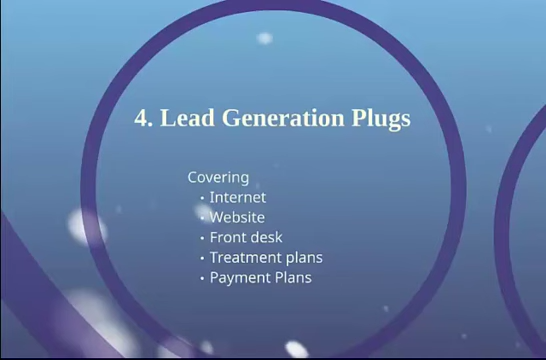 4. Lead Generation Plugs
Covering
• Internet
• Website
• Front desk
• Treatment plans
• Payment Plans